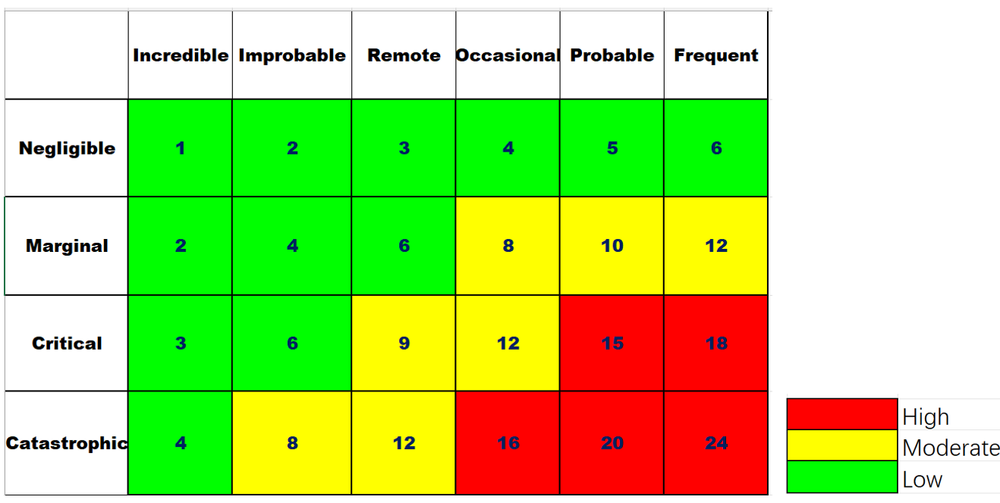 Incredible Improbable Remote Occasional Probable Frequent
Negligible 1 2 3 4 5 6
Marginal 2 4 6 8 10 12
Critical 3 6 9 12 15 18
Catastrophic 4 8 12 16 20 24
High
Moderate
Low